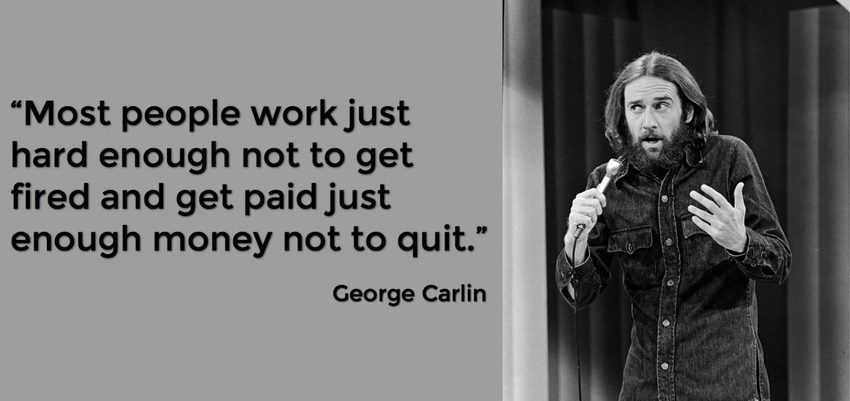 “Most people work just
hard enough not to get
fired and get paid just
enough money not to quit.”
George Carlin